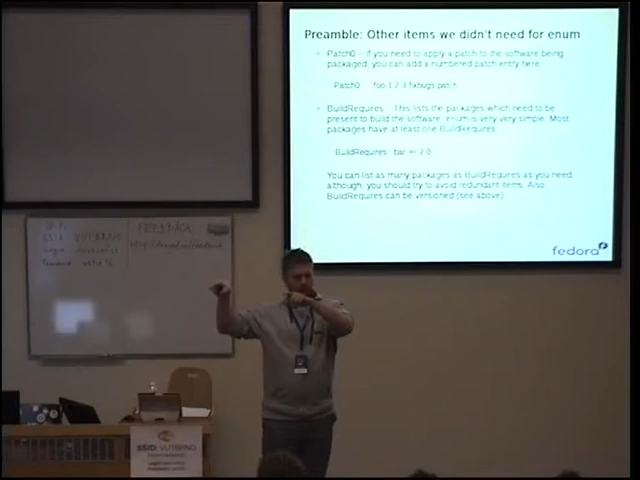 Preamble: Other items we didn't need for enum
Patch0 – If you need to apply a patch to the software being
packaged, you can add a numbered patch entry here.
Patch0: foo-1.2.3-fixbugs.patch
BuildRequires – This lists the packages which need to be
present to build the software. enum is very very simple. Most
packages have at least one BuildRequires
BuildRequires: bar >= 2.0
You can list as many packages as BuildRequires as you need,
although, you should try to avoid redundant items. Also,
BuildRequires can be versioned (see above)
fedora
FEEDBACK
SSID: VUTBRNO